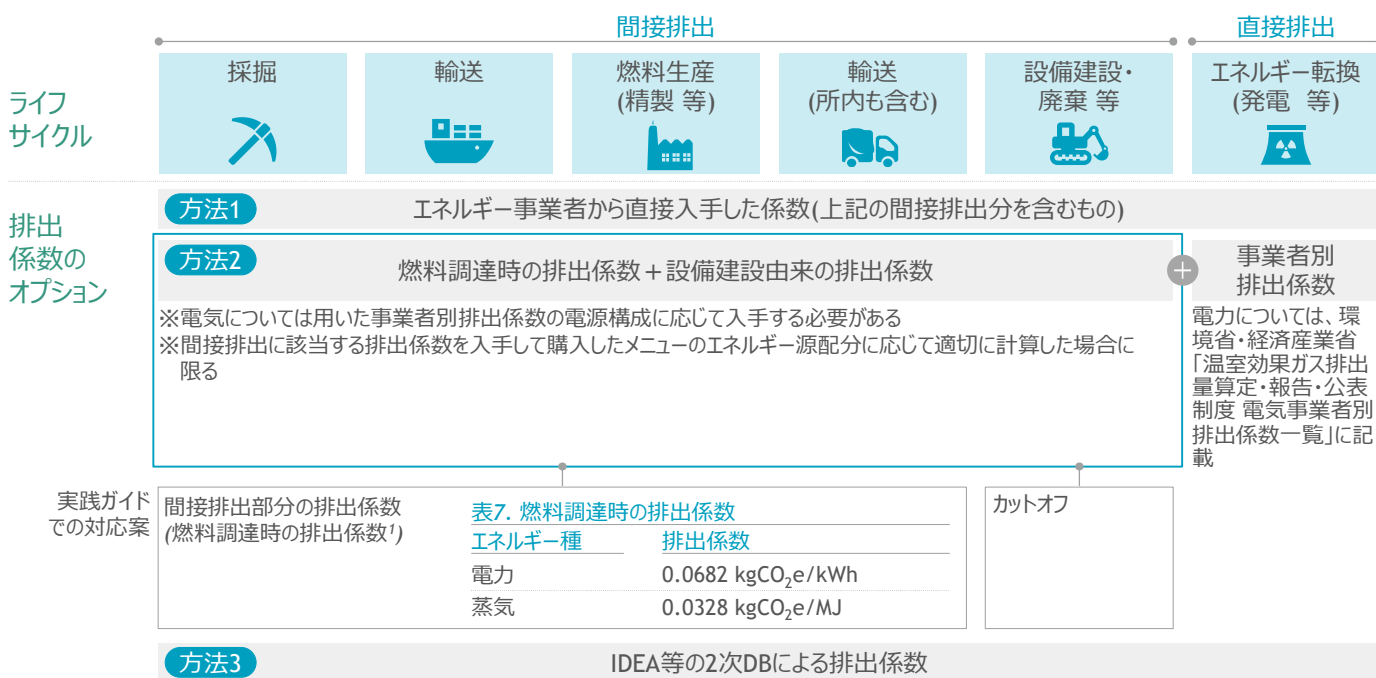 間接排出
直接排出
ライフ
サイクル
採掘
輸送
燃料生産
(精製 等)
輸送
(所内も含む)
設備建設・
廃棄 等
エネルギー転換
(発電 等)
排出
係数の
オプション
方法1
エネルギー事業者から直接入手した係数(上記の間接排出分を含むもの)
方法2
燃料調達時の排出係数+設備建設由来の排出係数
+
事業者別
排出係数
※電気については用いた事業者別排出係数の電源構成に応じて入手する必要がある
※間接排出に該当する排出係数を入手して購入したメニューのエネルギー源配分に応じて適切に計算した場合に
限る
電力については、環
境省・経済産業省
「温室効果ガス排出
量算定・報告・公表
制度 電気事業者別
排出係数一覧」に記
載
実践ガイド
での対応案
間接排出部分の排出係数
(燃料調達時の排出係数¹)
表7. 燃料調達時の排出係数
エネルギー種 排出係数
電力 0.0682 kgCO₂e/kWh
蒸気 0.0328 kgCO₂e/MJ
カットオフ
方法3
IDEA等の2次DBによる排出係数